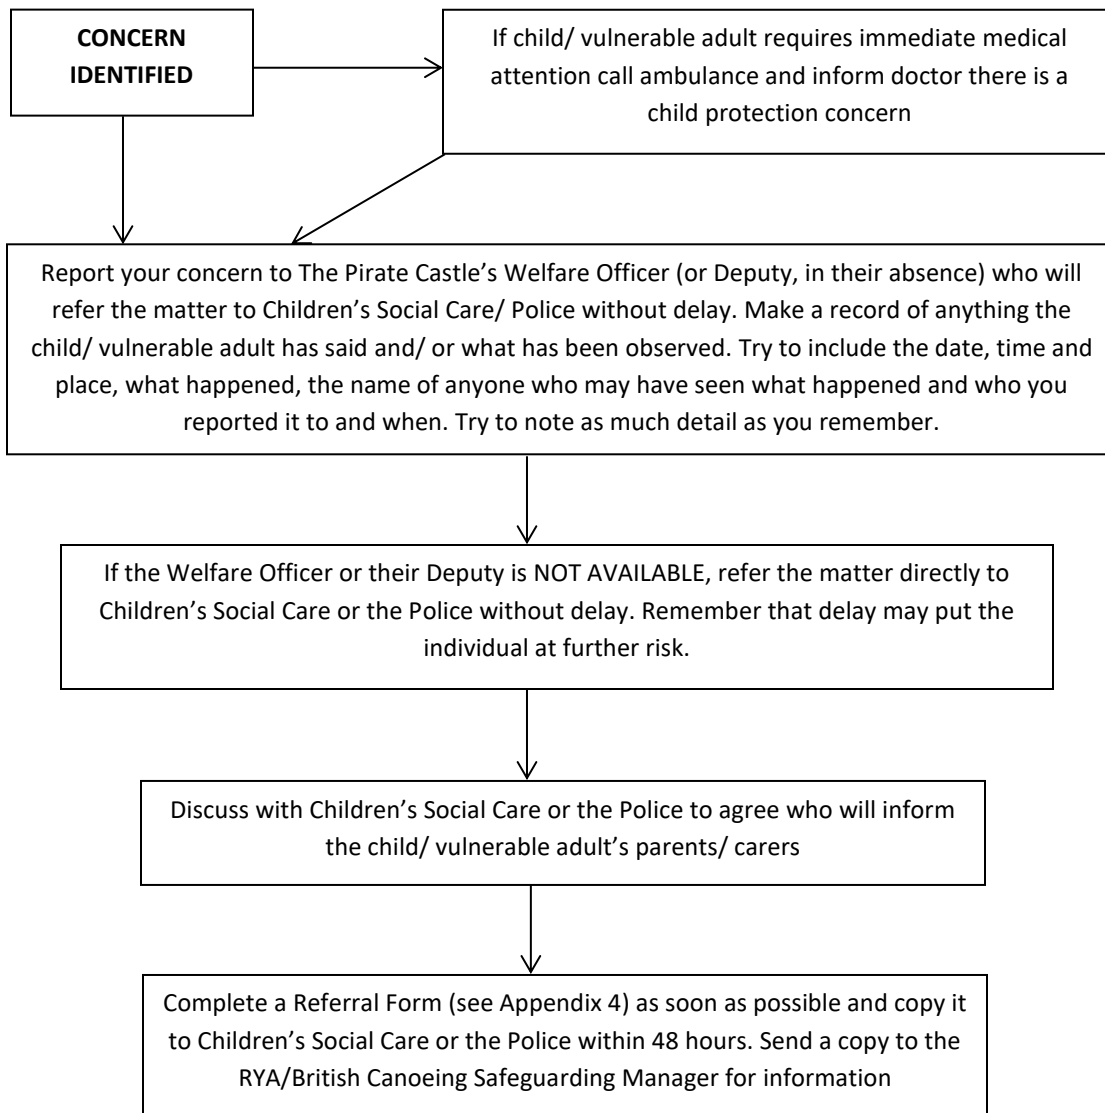 CONCERN
IDENTIFIED
If child/ vulnerable adult requires immediate medical
attention call ambulance and inform doctor there is a
child protection concern
Report your concern to The Pirate Castle’s Welfare Officer (or Deputy, in their absence) who will
refer the matter to Children’s Social Care/ Police without delay. Make a record of anything the
child/ vulnerable adult has said and/ or what has been observed. Try to include the date, time and
place, what happened, the name of anyone who may have seen what happened and who you
reported it to and when. Try to note as much detail as you remember.
If the Welfare Officer or their Deputy is NOT AVAILABLE, refer the matter directly to
Children’s Social Care or the Police without delay. Remember that delay may put the
individual at further risk.
Discuss with Children’s Social Care or the Police to agree who will inform
the child/ vulnerable adult’s parents/ carers
Complete a Referral Form (see Appendix 4) as soon as possible and copy it
to Children’s Social Care or the Police within 48 hours. Send a copy to the
RYA/British Canoeing Safeguarding Manager for information